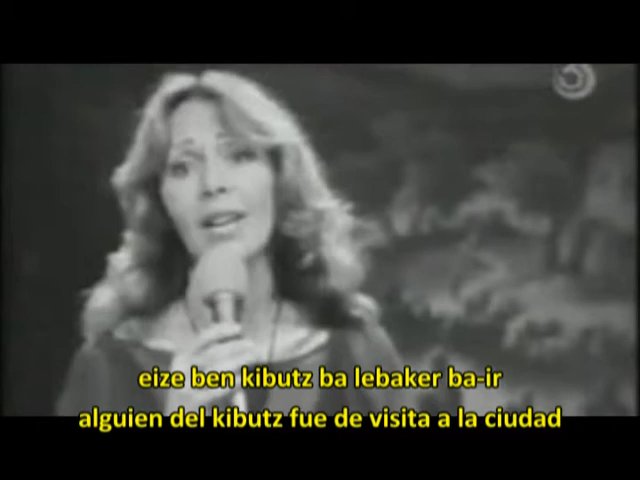 eize ben kibutz ba lebaker ba-ir
alguien del kibutz fue de visita a la ciudad